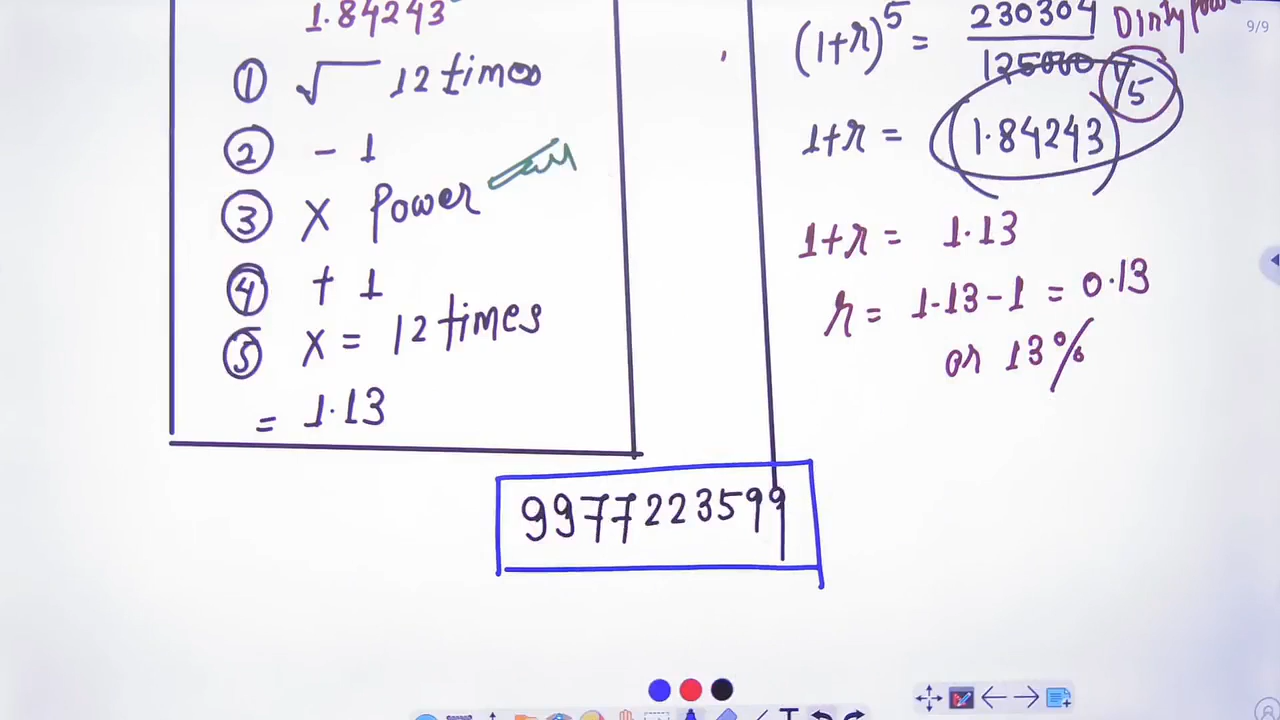 1.84243
① √ 12 times
② - 1
③ X Power
④ + 1
⑤ X = 12 times
= 1.13
(1+r)^5 = 230304 / 125000
Dirty power
1+r = (1.84243)^1/5
1+r = 1.13
r = 1.13-1 = 0.13
or 13%
9977223599
9/9
T